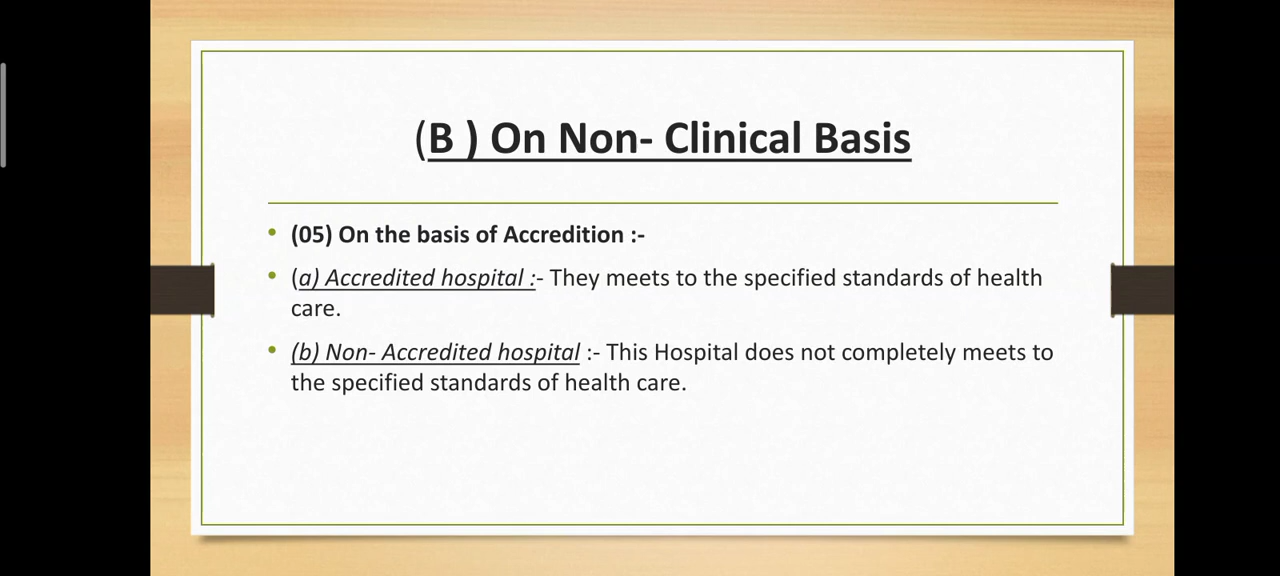 (B ) On Non- Clinical Basis
• (05) On the basis of Accredition :-
• (a) Accredited hospital :- They meets to the specified standards of health
care.
• (b) Non- Accredited hospital :- This Hospital does not completely meets to
the specified standards of health care.